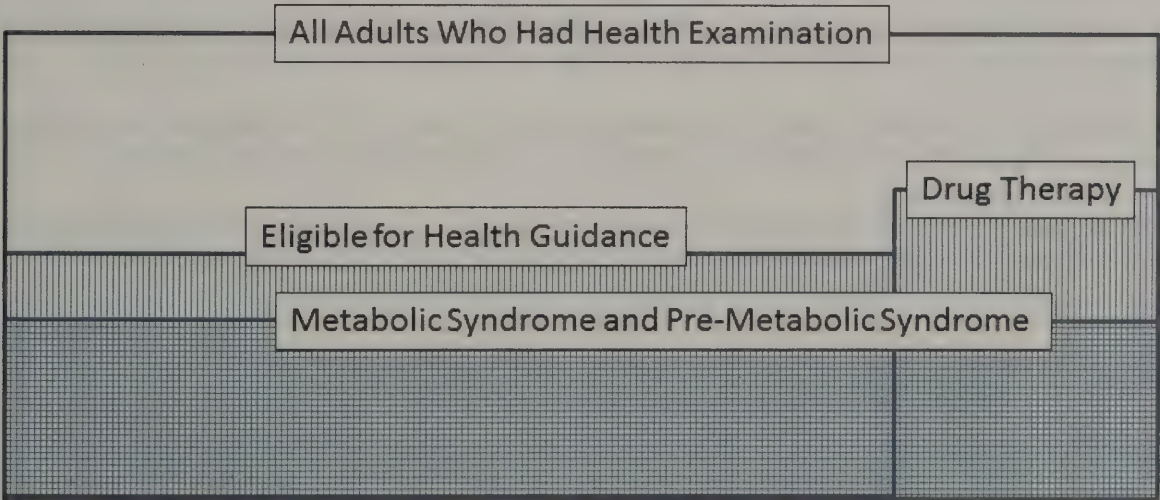 All Adults Who Had Health Examination
Drug Therapy
Eligible for Health Guidance
Metabolic Syndrome and Pre-Metabolic Syndrome